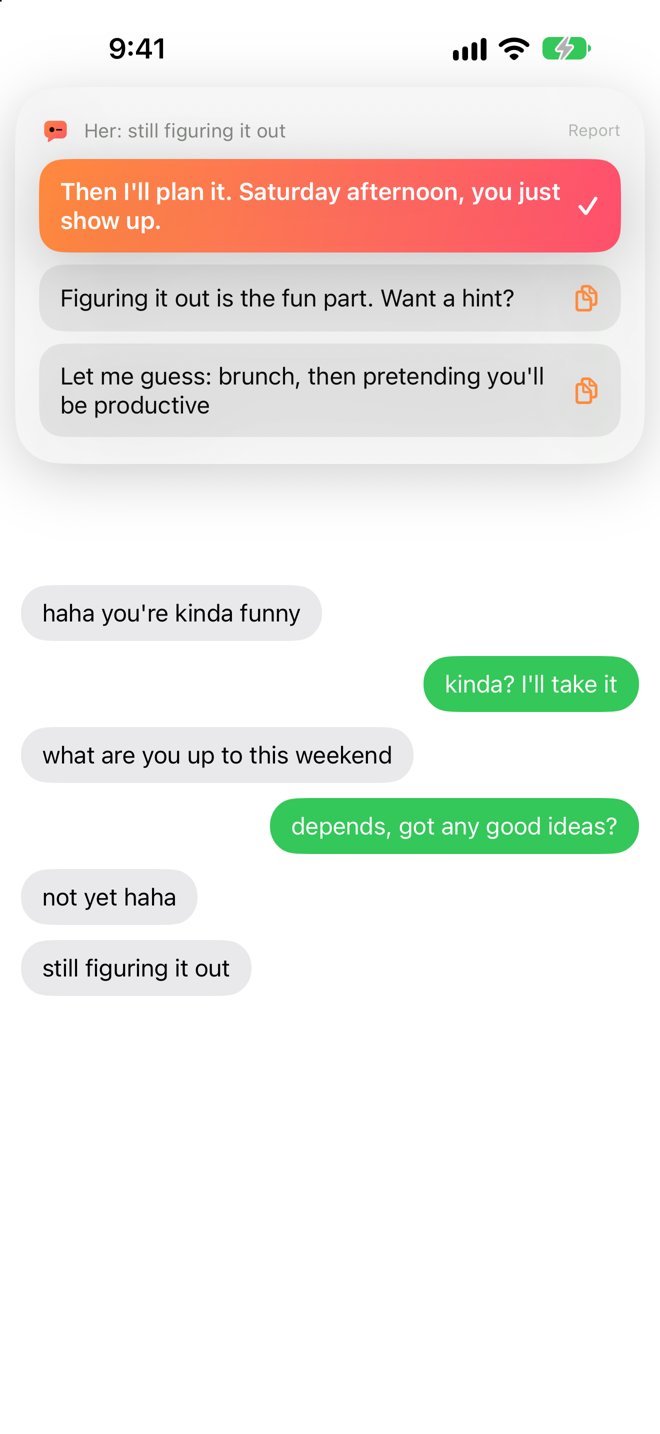 9:41
Her: still figuring it out
Report
Then I'll plan it. Saturday afternoon, you just
show up.
Figuring it out is the fun part. Want a hint?
Let me guess: brunch, then pretending you'll
be productive
haha you're kinda funny
kinda? I'll take it
what are you up to this weekend
depends, got any good ideas?
not yet haha
still figuring it out